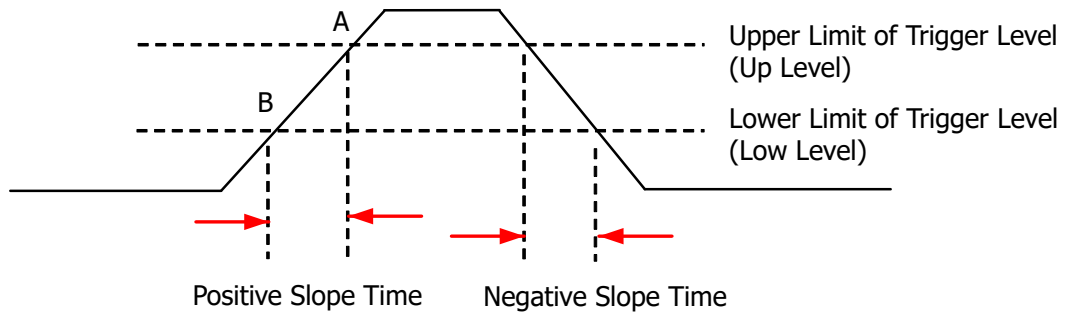 A
Upper Limit of Trigger Level
(Up Level)
B
Lower Limit of Trigger Level
(Low Level)
Positive Slope Time
Negative Slope Time